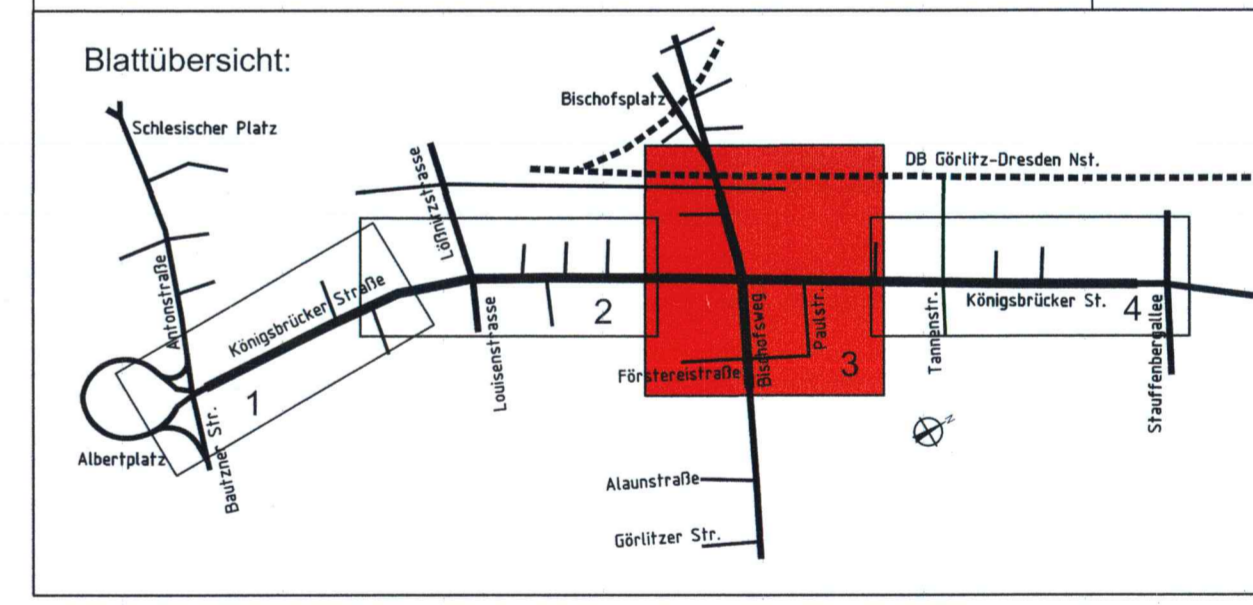 Blattübersicht:
Schlesischer Platz
Bischofsplatz
DB Görlitz-Dresden Nst.
Lößnitzstrasse
Antonstraße
Königsbrücker Straße
2
Louisenstrasse
Bischofsweg
Paulstr.
Königsbrücker St.
4
Tannenstr.
Stauffenbergallee
Förstereistraße
3
1
N
Albertplatz
Bautzner Str.
Alaunstraße
Görlitzer Str.